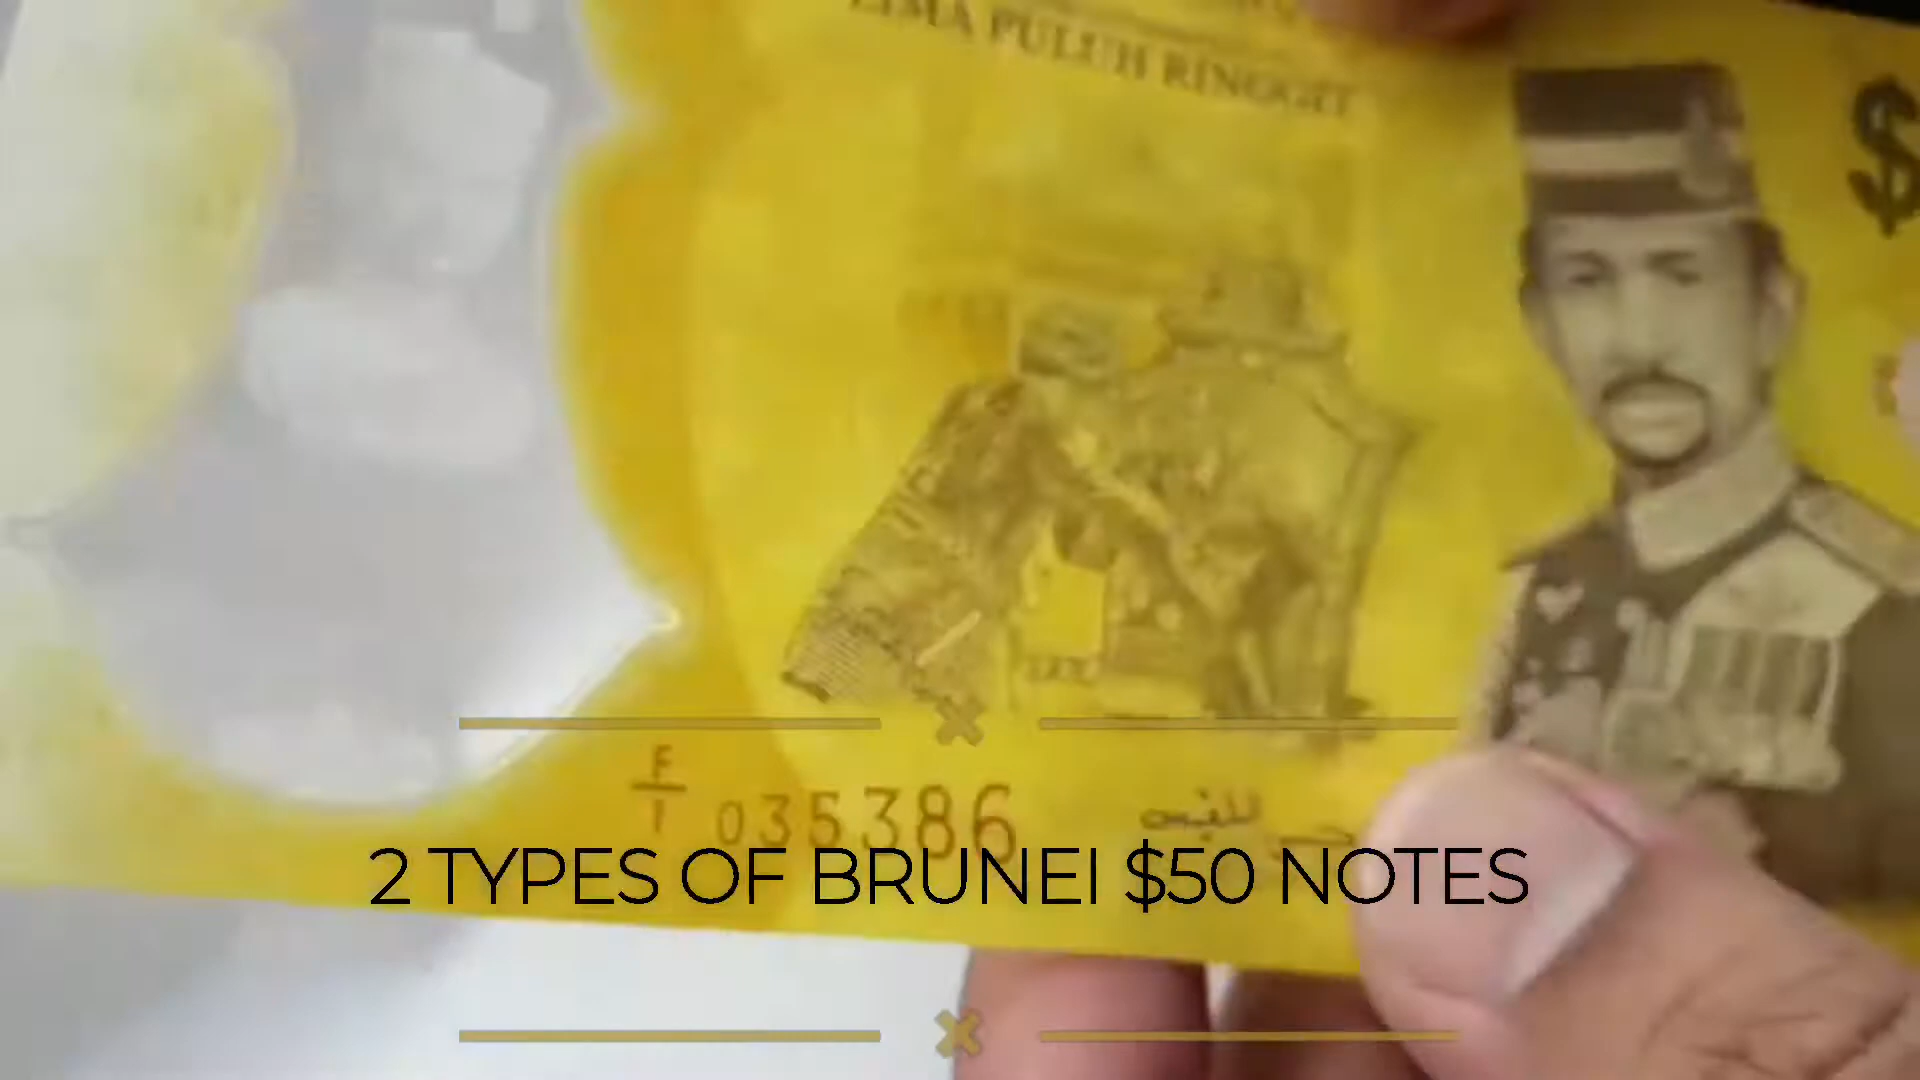 LIMA PULUH RINGGIT
$
F
1
035386
2 TYPES OF BRUNEI $50 NOTES